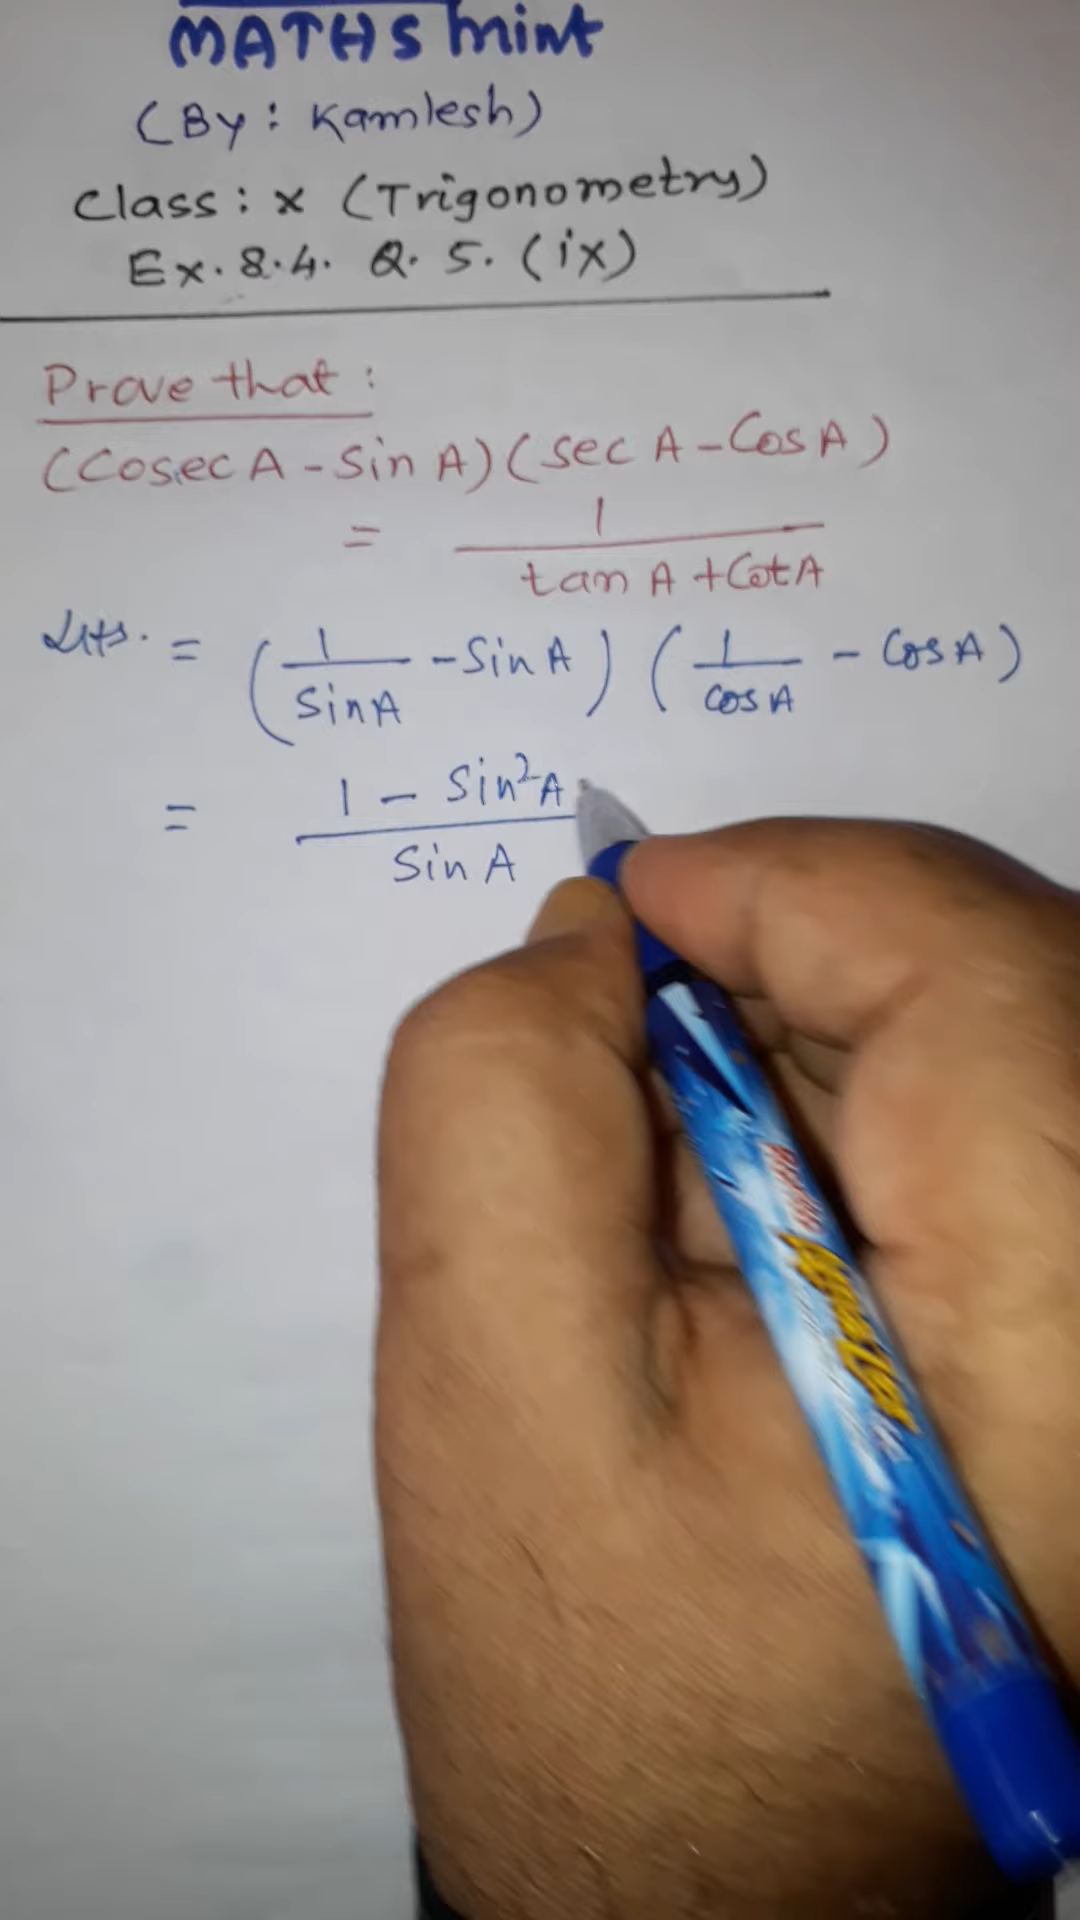 MATHS mint
(By: Kamlesh)
Class: X (Trigonometry)
Ex. 8.4. Q. 5. (ix)
Prove that:
(Cosec A - Sin A) (Sec A - Cos A)
= 1 / (tan A + Cot A)
LHS. = (1 / Sin A - Sin A) (1 / Cos A - Cos A)
= (1 - Sin²A) / Sin A